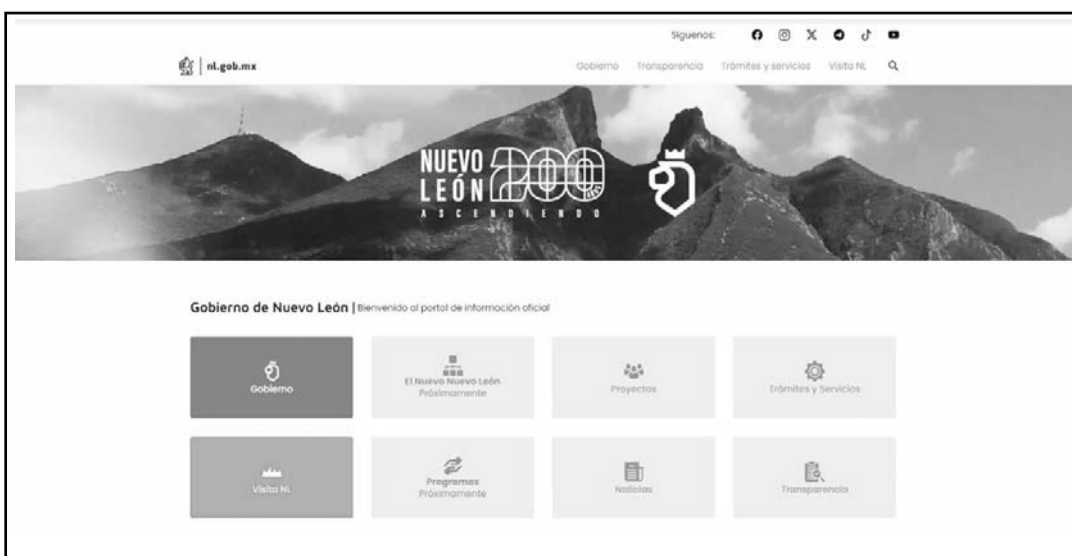 Síguenos:
nl.gob.mx
Gobierno Transparencia Trámites y servicios Visita NL
NUEVO
LEÓN 200
ASCENDIENDO
Gobierno de Nuevo León | Bienvenido al portal de información oficial
Gobierno
El Nuevo Nuevo León
Próximamente
Proyectos
Trámites y Servicios
Visita NL
Programas
Próximamente
Noticias
Transparencia